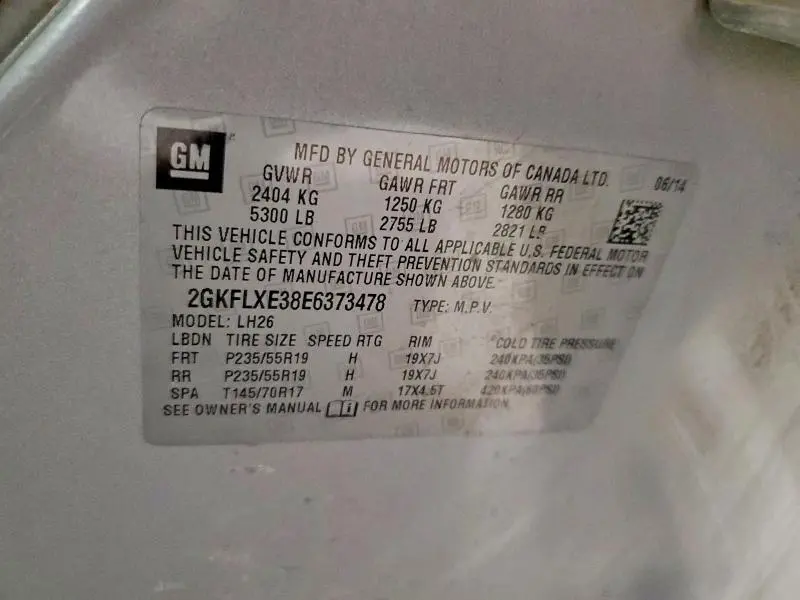 GM
MFD BY GENERAL MOTORS OF CANADA LTD. 06/14
GVWR GAWR FRT GAWR RR
2404 KG 1250 KG 1280 KG
5300 LB 2755 LB 2821 LB
THIS VEHICLE CONFORMS TO ALL APPLICABLE U.S. FEDERAL MOTOR
VEHICLE SAFETY AND THEFT PREVENTION STANDARDS IN EFFECT ON
THE DATE OF MANUFACTURE SHOWN ABOVE.
2GKFLXE38E6373478 TYPE: M.P.V.
MODEL: LH26
LBDN TIRE SIZE SPEED RTG RIM COLD TIRE PRESSURE
FRT P235/55R19 H 19X7J 240KPA/35PSI
RR P235/55R19 H 19X7J 240KPA/35PSI
SPA T145/70R17 M 17X4.5T 420KPA/60PSI
SEE OWNER'S MANUAL FOR MORE INFORMATION.